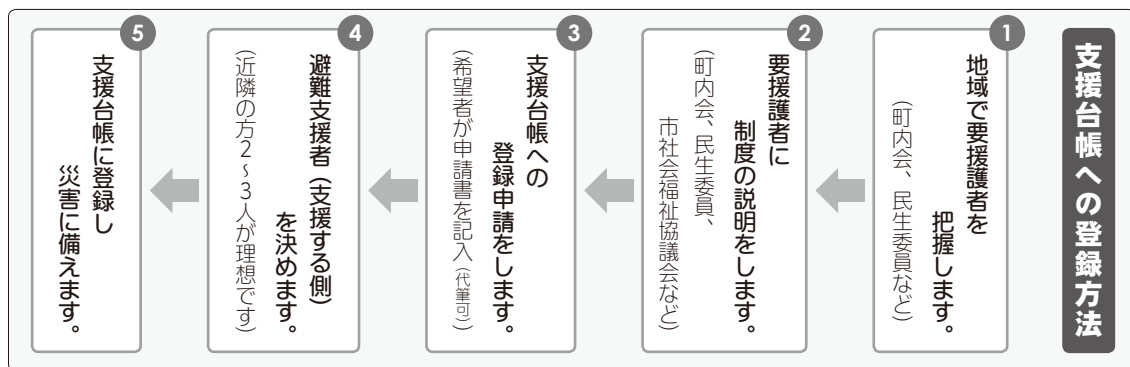 支援台帳への登録方法
1
地域で要援護者を
把握します。
（町内会、民生委員など）
2
要援護者に
制度の説明をします。
（町内会、民生委員、
市社会福祉協議会など）
3
支援台帳への
登録申請をします。
（希望者が申請書を記入（代筆可））
4
避難支援者（支援する側）
を決めます。
（近隣の方2～3人が理想です）
5
支援台帳に登録し
災害に備えます。